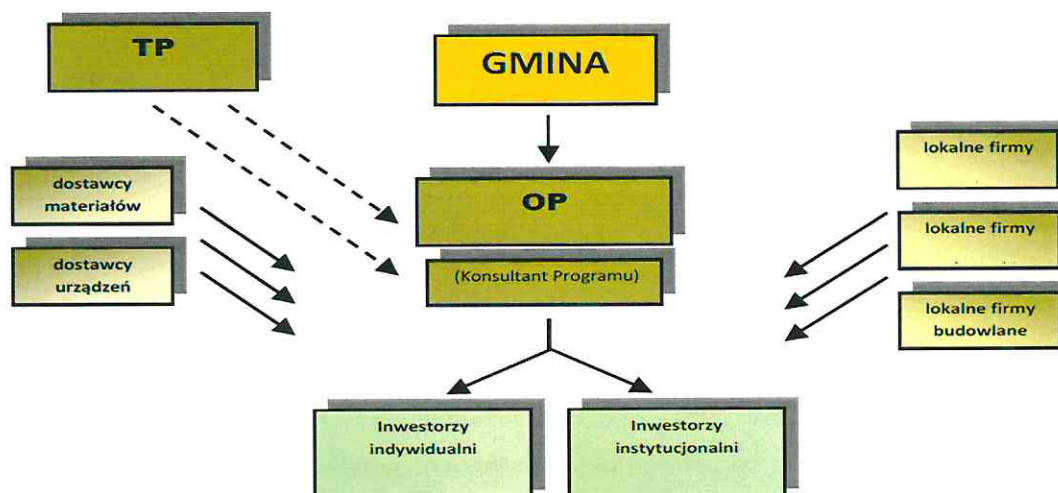 TP
GMINA
dostawcy
materiałów
dostawcy
urządzeń
OP
(Konsultant Programu)
lokalne firmy
lokalne firmy
lokalne firmy
budowlane
Inwestorzy
indywidualni
Inwestorzy
instytucjonalni